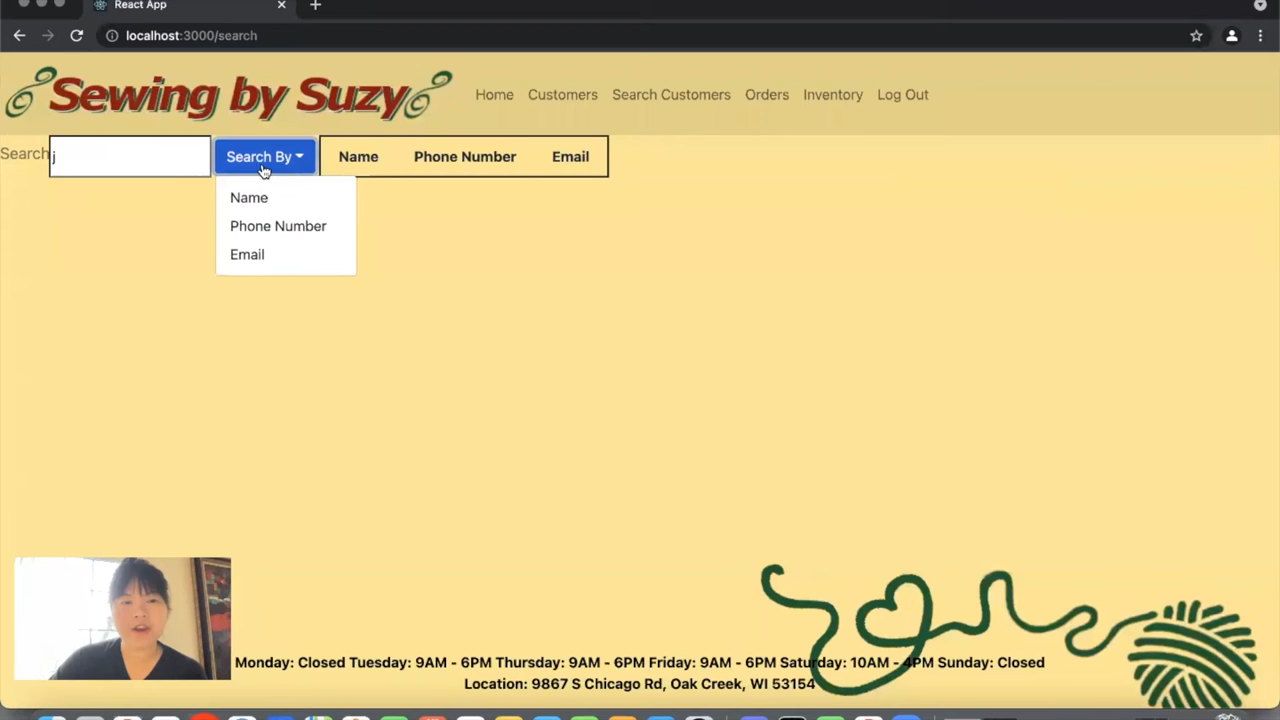 React App
localhost:3000/search
Sewing by Suzy
Home Customers Search Customers Orders Inventory Log Out
Search j Search By Name Phone Number Email
Name
Phone Number
Email
Monday: Closed Tuesday: 9AM - 6PM Thursday: 9AM - 6PM Friday: 9AM - 6PM Saturday: 10AM - 4PM Sunday: Closed
Location: 9867 S Chicago Rd, Oak Creek, WI 53154